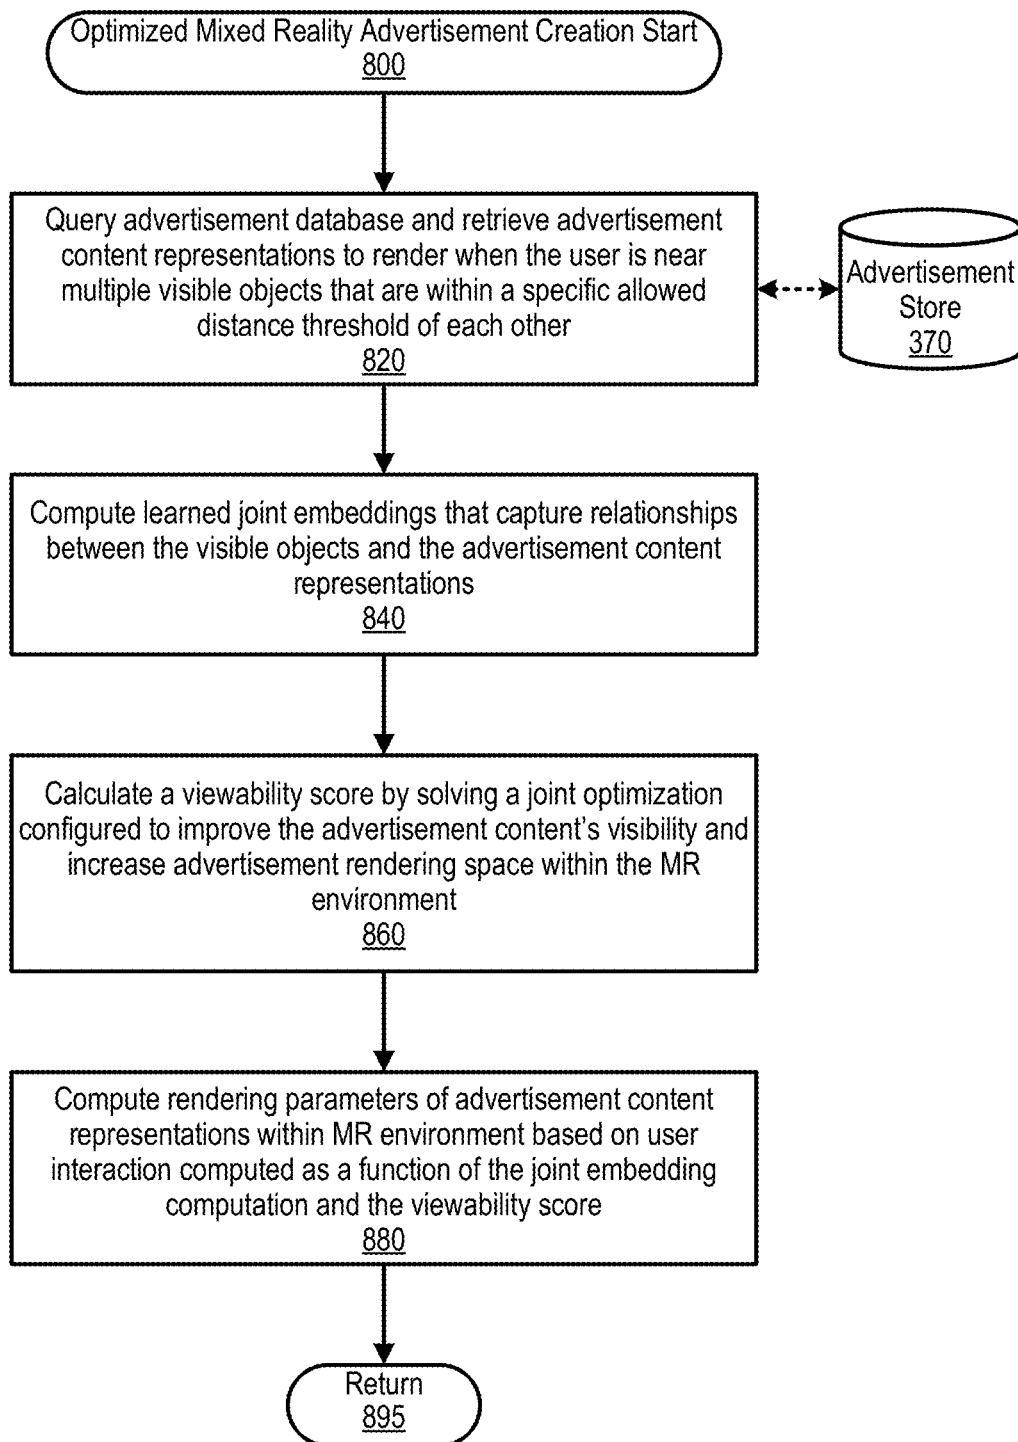 Optimized Mixed Reality Advertisement Creation Start
800
Query advertisement database and retrieve advertisement
content representations to render when the user is near
multiple visible objects that are within a specific allowed
distance threshold of each other
820
Advertisement
Store
370
Compute learned joint embeddings that capture relationships
between the visible objects and the advertisement content
representations
840
Calculate a viewability score by solving a joint optimization
configured to improve the advertisement content’s visibility and
increase advertisement rendering space within the MR
environment
860
Compute rendering parameters of advertisement content
representations within MR environment based on user
interaction computed as a function of the joint embedding
computation and the viewability score
880
Return
895